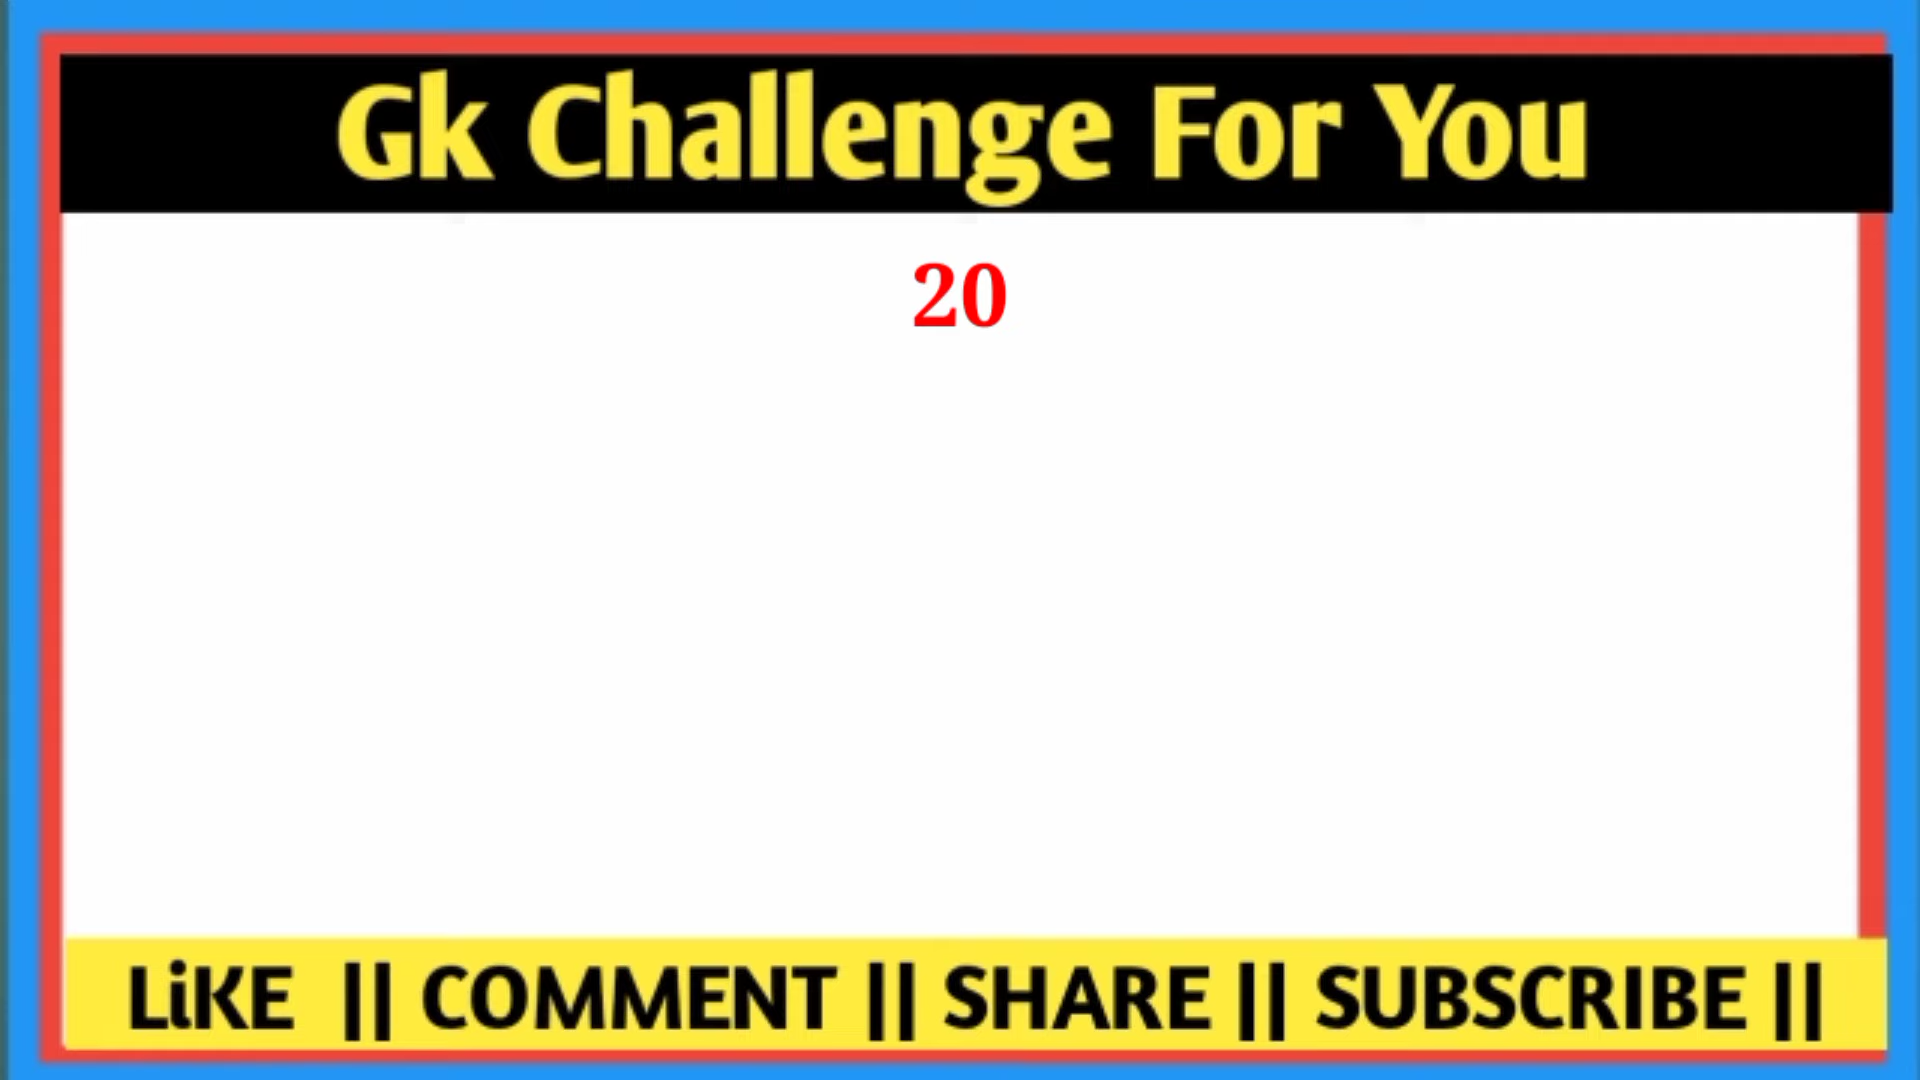 Gk Challenge For You
20
LiKE || COMMENT || SHARE || SUBSCRIBE ||